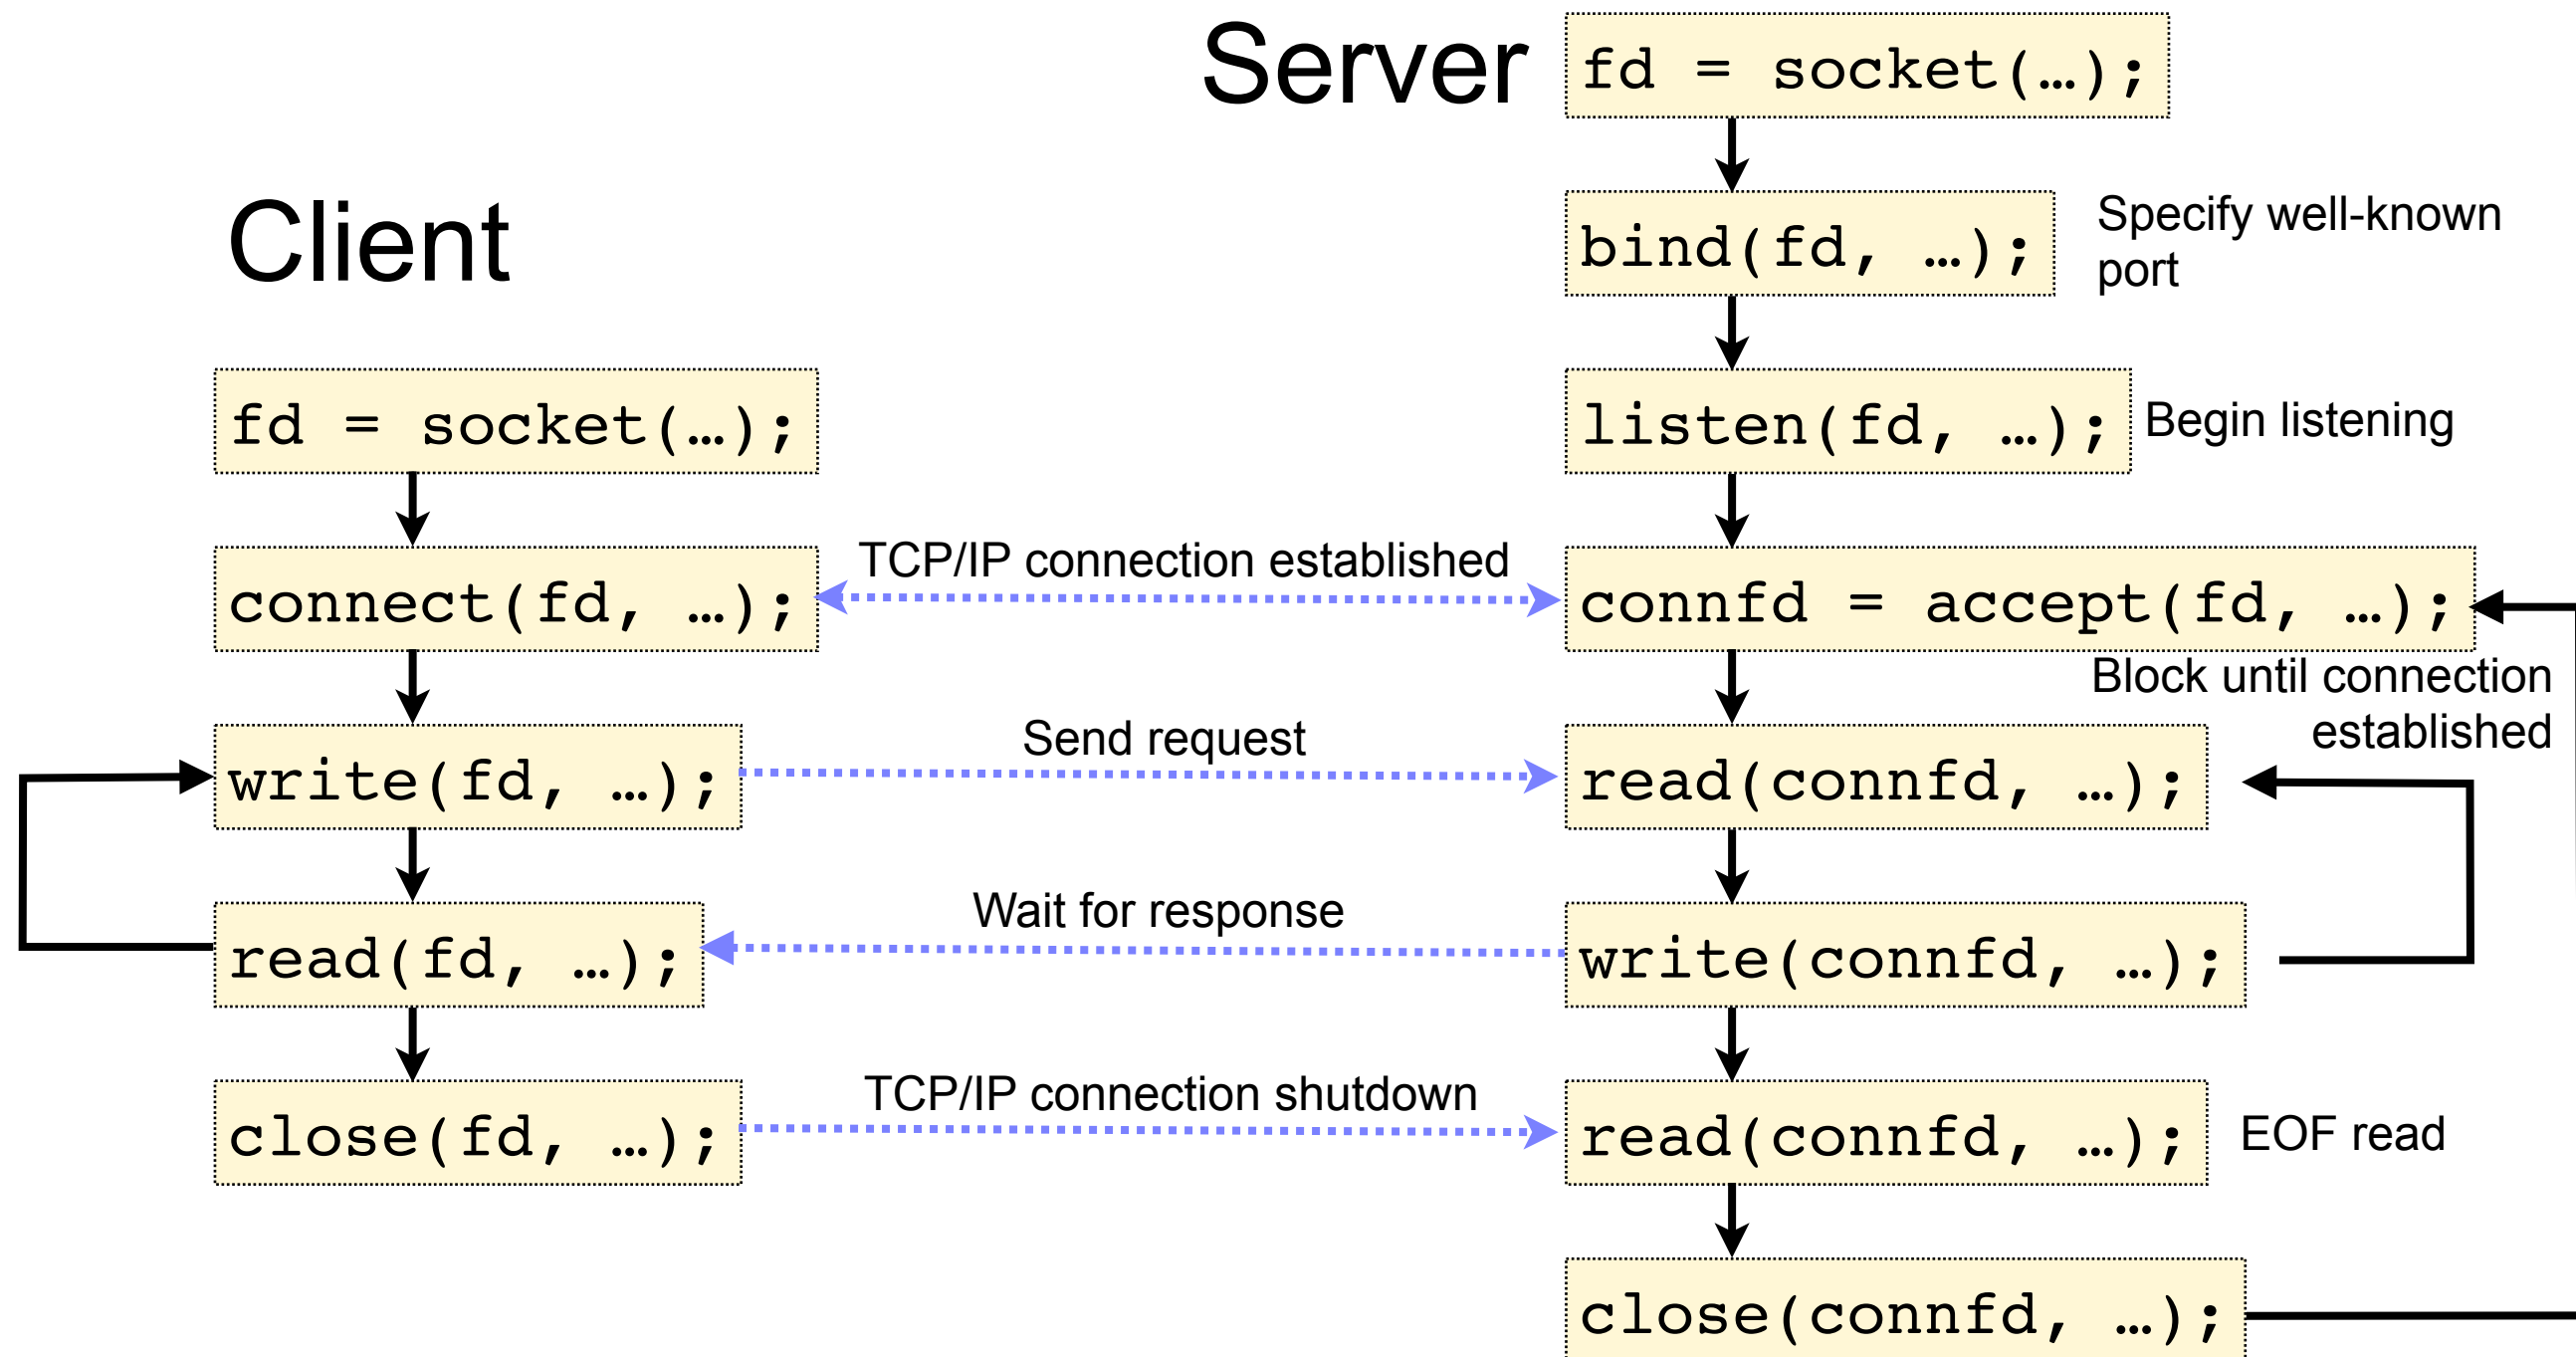 Server
fd = socket(…);
Client
bind(fd, …);
Specify well-known
port
fd = socket(…);
listen(fd, …);
Begin listening
connect(fd, …);
TCP/IP connection established
connfd = accept(fd, …);
Block until connection
established
write(fd, …);
Send request
read(connfd, …);
read(fd, …);
Wait for response
write(connfd, …);
close(fd, …);
TCP/IP connection shutdown
read(connfd, …);
EOF read
close(connfd, …);